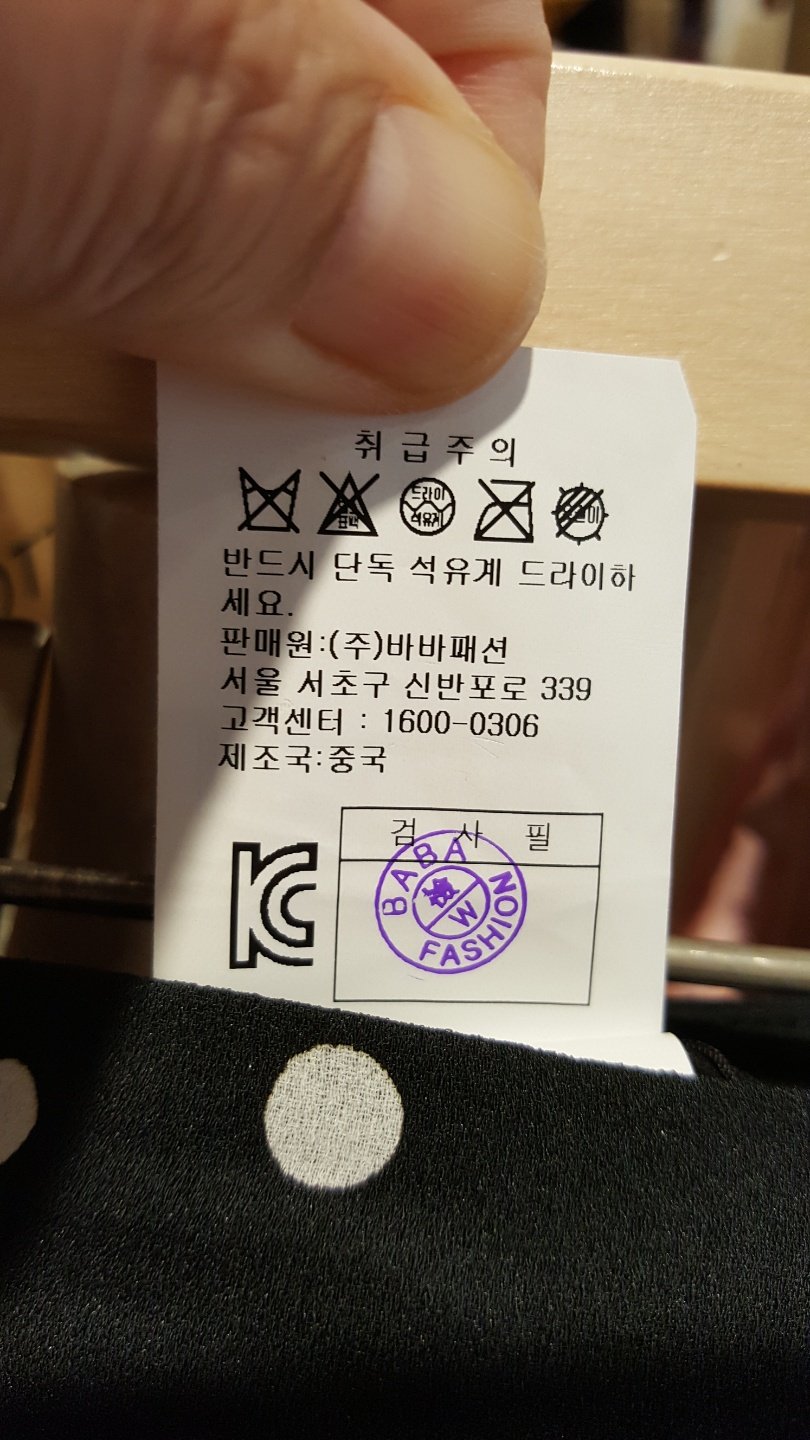 취급주의
드라이
석유계
반드시 단독 석유계 드라이하
세요.
판매원:(주)바바패션
서울 서초구 신반포로 339
고객센터 : 1600-0306
제조국:중국
검 사 필
KC
BABA
W
FASHION